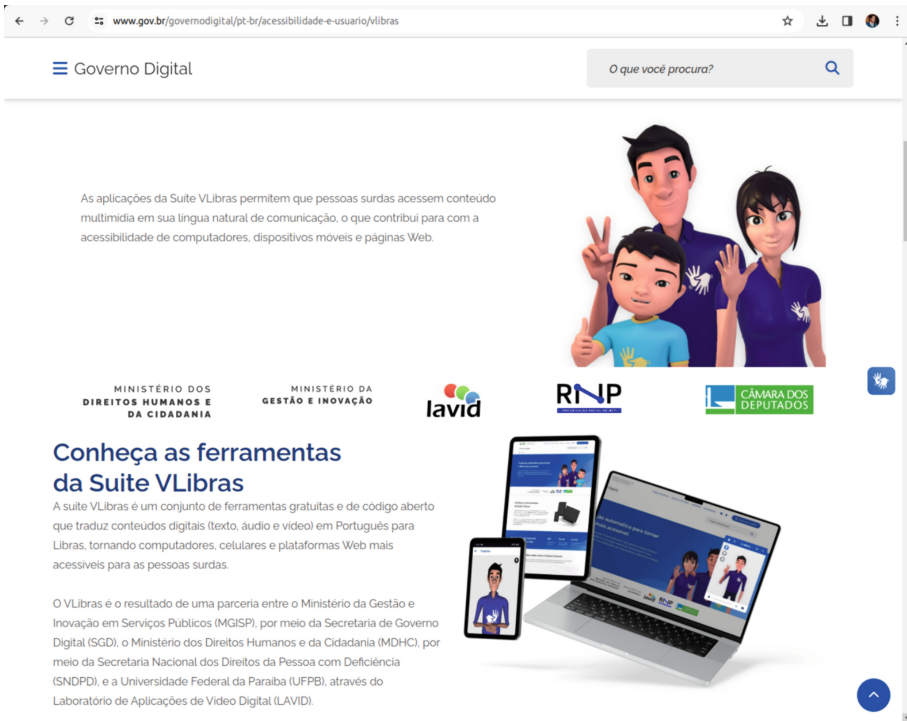 www.gov.br/governodigital/pt-br/acessibilidade-e-usuario/vlibras
Governo Digital
O que você procura?
As aplicações da Suíte VLibras permitem que pessoas surdas acessem conteúdo
multimídia em sua língua natural de comunicação, o que contribui para com a
acessibilidade de computadores, dispositivos móveis e páginas Web.
MINISTÉRIO DOS
DIREITOS HUMANOS E
DA CIDADANIA
MINISTÉRIO DA
GESTÃO E INOVAÇÃO
lavid
RNP
CÂMARA DOS
DEPUTADOS
Conheça as ferramentas
da Suite VLibras
A suíte VLibras é um conjunto de ferramentas gratuitas e de código aberto
que traduz conteúdos digitais (texto, áudio e vídeo) em Português para
Libras, tornando computadores, celulares e plataformas Web mais
acessíveis para as pessoas surdas.
O VLibras é o resultado de uma parceria entre o Ministério da Gestão e
Inovação em Serviços Públicos (MGISP), por meio da Secretaria de Governo
Digital (SGD), o Ministério dos Direitos Humanos e da Cidadania (MDHC), por
meio da Secretaria Nacional dos Direitos da Pessoa com Deficiência
(SNDPD), e a Universidade Federal da Paraíba (UFPB), através do
Laboratório de Aplicações de Vídeo Digital (LAVID).